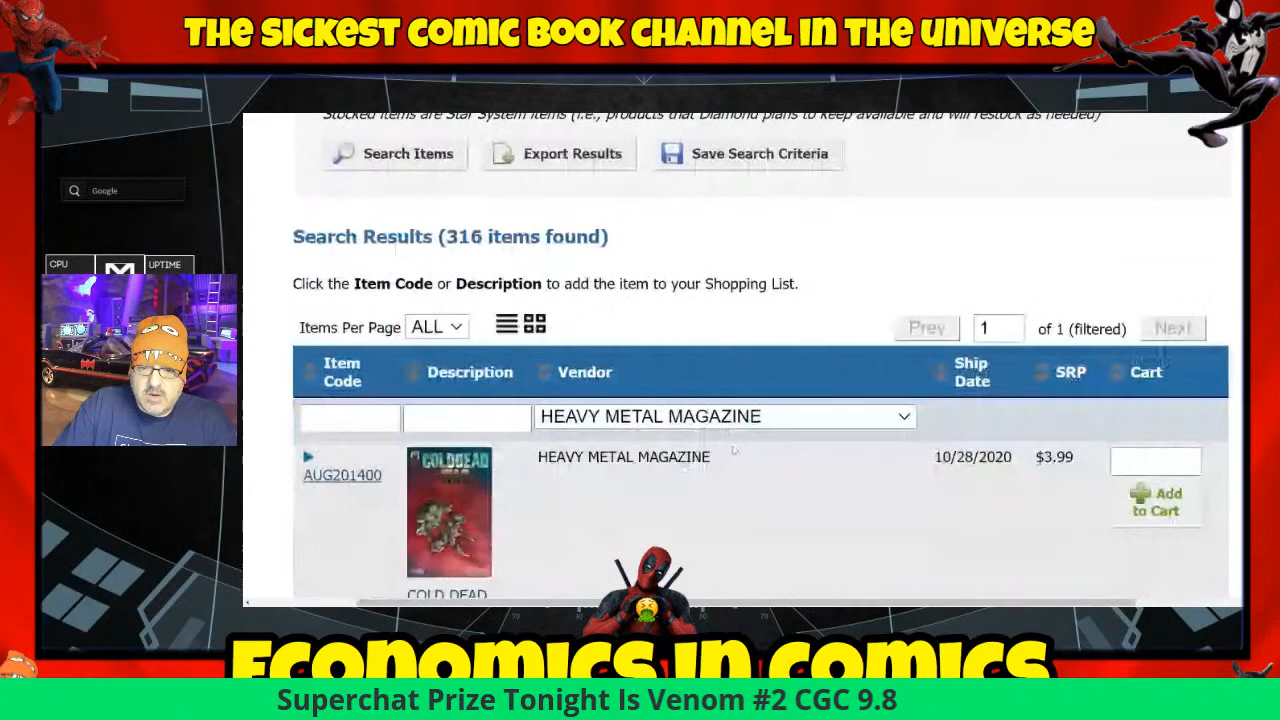 THE SICKEST COMIC BOOK CHANNEL IN THE UNIVERSE
Stocked items are Star System items (i.e., products that Diamond plans to keep available and will restock as needed)
Search Items
Export Results
Save Search Criteria
Google
Search Results (316 items found)
CPU
UPTIME
Click the Item Code or Description to add the item to your Shopping List.
Items Per Page ALL
Prev 1 of 1 (filtered) Next
Item Code
Description
Vendor
Ship Date
SRP
Cart
HEAVY METAL MAGAZINE
AUG201400
COLD DEAD
HEAVY METAL MAGAZINE
10/28/2020
$3.99
Add to Cart
COLD DEAD
70
30
70
ECONOMICS IN COMICS
Superchat Prize Tonight Is Venom #2 CGC 9.8